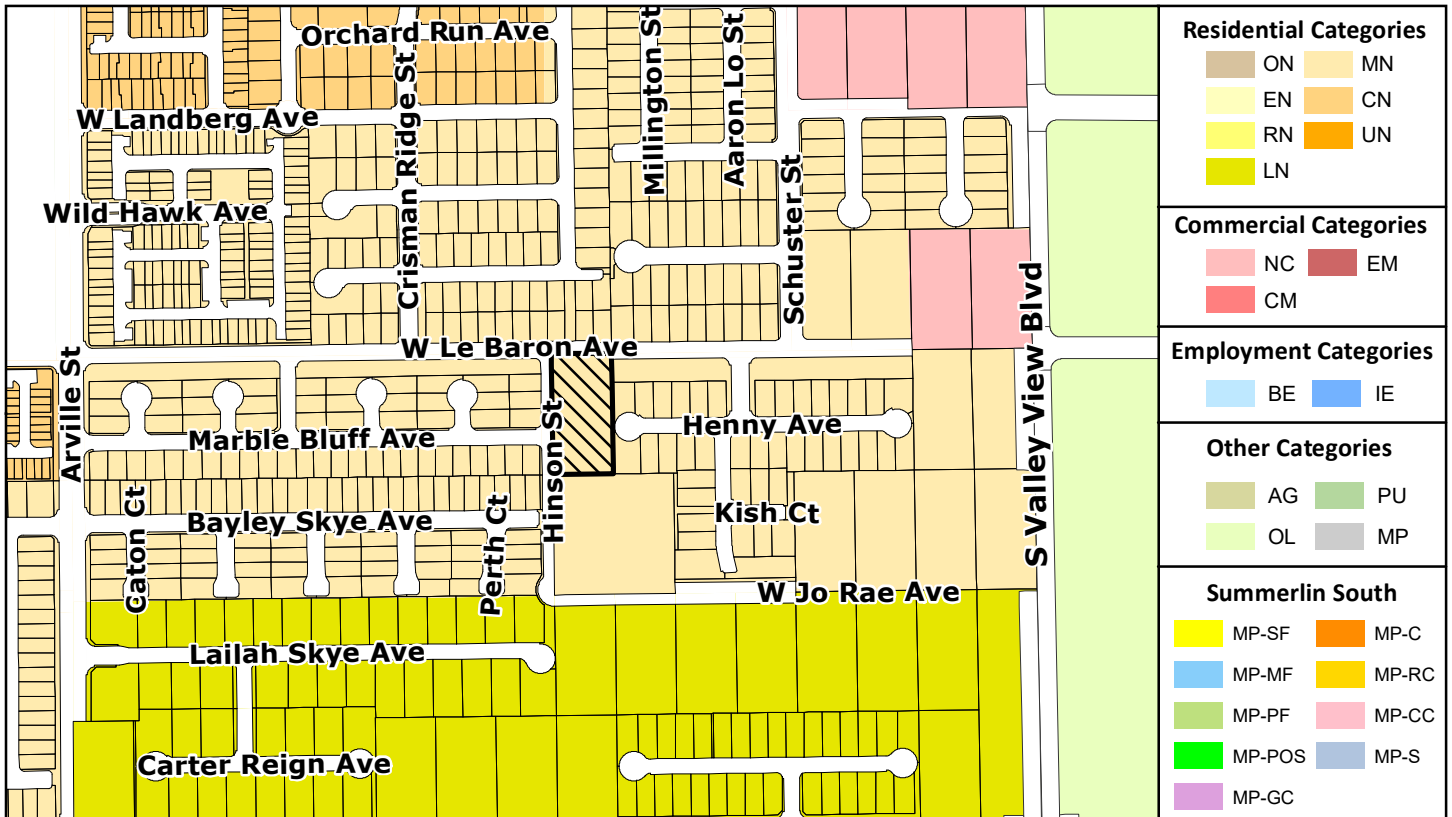 Orchard Run Ave
W Landberg Ave
Crisman Ridge St
Millington St
Aaron Lo St
Wild Hawk Ave
Schuster St
S Valley View Blvd
W Le Baron Ave
Arville St
Marble Bluff Ave
Hinson St
Henny Ave
Caton Ct
Bayley Skye Ave
Perth Ct
Kish Ct
W Jo Rae Ave
Lailah Skye Ave
Carter Reign Ave
Residential Categories
ON MN
EN CN
RN UN
LN
Commercial Categories
NC EM
CM
Employment Categories
BE IE
Other Categories
AG PU
OL MP
Summerlin South
MP-SF MP-C
MP-MF MP-RC
MP-PF MP-CC
MP-POS MP-S
MP-GC